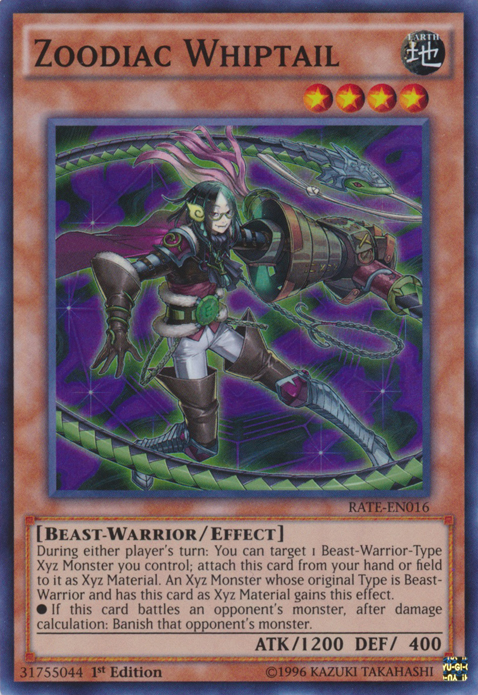 ZOODIAC WHIPTAIL
EARTH
地
RATE-EN016
[BEAST-WARRIOR/EFFECT]
During either player's turn: You can target 1 Beast-Warrior-Type
Xyz Monster you control; attach this card from your hand or field
to it as Xyz Material. An Xyz Monster whose original Type is Beast-
Warrior and has this card as Xyz Material gains this effect.
●If this card battles an opponent's monster, after damage
calculation: Banish that opponent's monster.
ATK/1200 DEF/ 400
31755044 1st Edition ©1996 KAZUKI TAKAHASHI